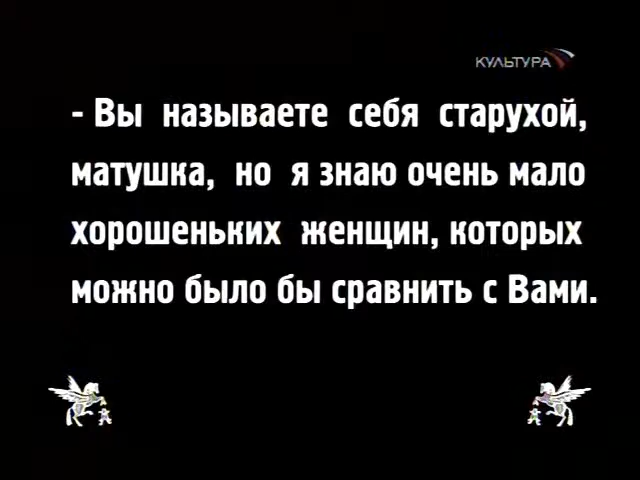 КУЛЬТУРА
- Вы называете себя старухой,
матушка, но я знаю очень мало
хорошеньких женщин, которых
можно было бы сравнить с Вами.